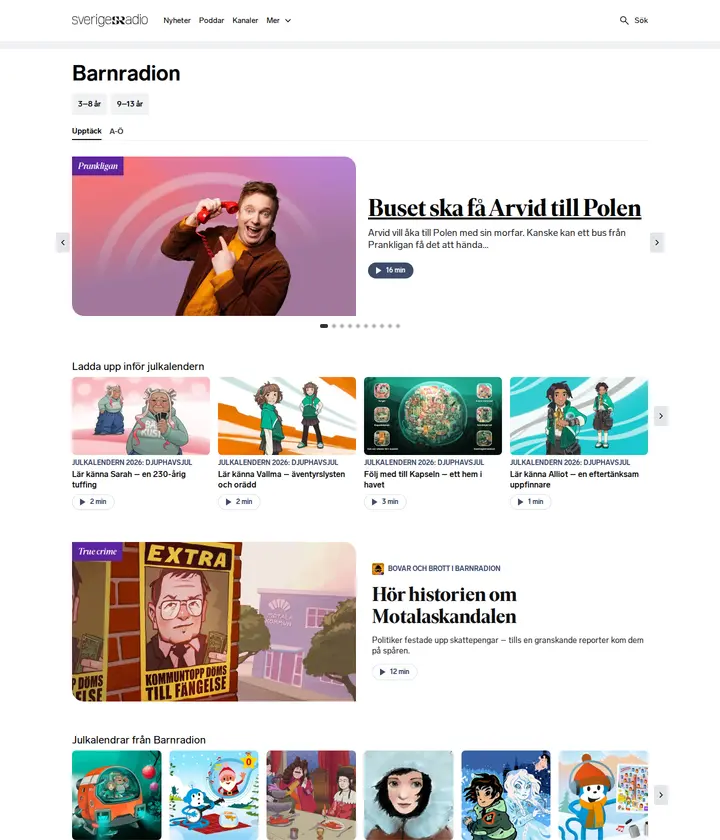 sverigesRadio
Nyheter
Poddar
Kanaler
Mer
Sök
Barnradion
3–8 år
9–13 år
Upptäck
A-Ö
Prankligan
Buset ska få Arvid till Polen
Arvid vill åka till Polen med sin morfar. Kanske kan ett bus från
Prankligan få det att hända...
16 min
Ladda upp inför julkalendern
JULKALENDERN 2026: DJUPHAVSJUL
Lär känna Sarah – en 230-årig
tuffing
2 min
JULKALENDERN 2026: DJUPHAVSJUL
Lär känna Vallma – äventyrslysten
och orädd
2 min
JULKALENDERN 2026: DJUPHAVSJUL
Följ med till Kapseln – ett hem i
havet
3 min
JULKALENDERN 2026: DJUPHAVSJUL
Lär känna Alliot – en eftertänksam
uppfinnare
1 min
True crime
EXTRA
KOMMUNTOPP DÖMS
TILL FÄNGELSE
P DÖMS
ELSE
MOTALA
KOMMUN
BOVAR OCH BROTT I BARNRADION
Hör historien om
Motalaskandalen
Politiker festade upp skattepengar – tills en granskande reporter kom dem
på spåren.
12 min
Julkalendrar från Barnradion
0